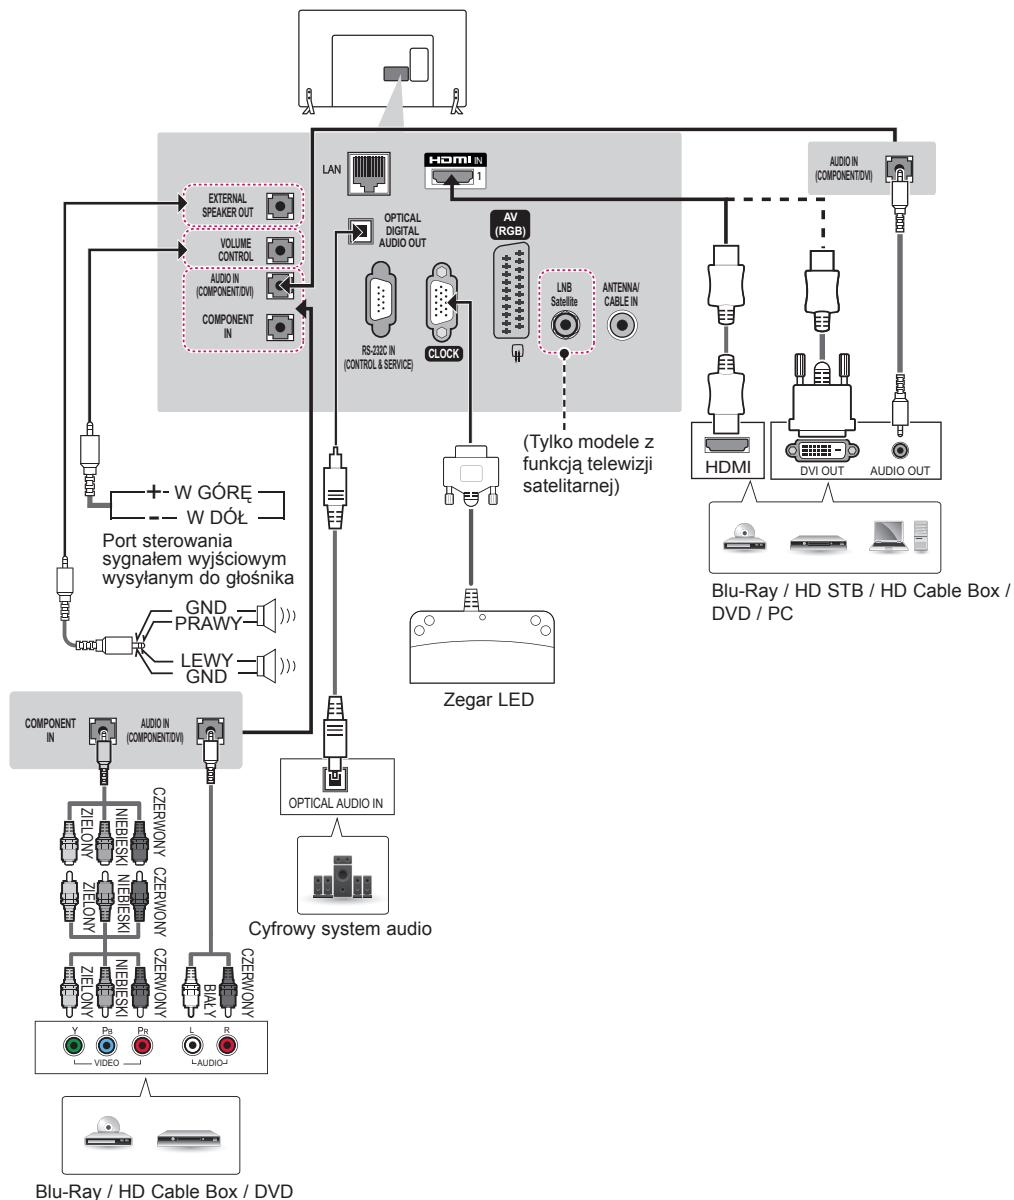 LAN
HDMI IN
1
AUDIO IN
(COMPONENT/DVI)
EXTERNAL
SPEAKER OUT
OPTICAL
DIGITAL
AUDIO OUT
AV
(RGB)
VOLUME
CONTROL
AUDIO IN
(COMPONENT/DVI)
COMPONENT
IN
LNB
Satellite
ANTENNA/
CABLE IN
RS-232C IN
(CONTROL & SERVICE)
CLOCK
(Tylko modele z
funkcją telewizji
satelitarnej)
HDMI
DVI OUT
AUDIO OUT
+ - W GÓRĘ
- - W DÓŁ
Port sterowania
sygnałem wyjściowym
wysyłanym do głośnika
Blu-Ray / HD STB / HD Cable Box /
DVD / PC
GND
PRAWY
LEWY
GND
Zegar LED
COMPONENT
IN
AUDIO IN
(COMPONENT/DVI)
OPTICAL AUDIO IN
Cyfrowy system audio
ZIELONY
NIEBIESKI
CZERWONY
ZIELONY
NIEBIESKI
CZERWONY
ZIELONY
NIEBIESKI
CZERWONY
BIAŁY
CZERWONY
Y
PB
PR
L
R
VIDEO
AUDIO
Blu-Ray / HD Cable Box / DVD